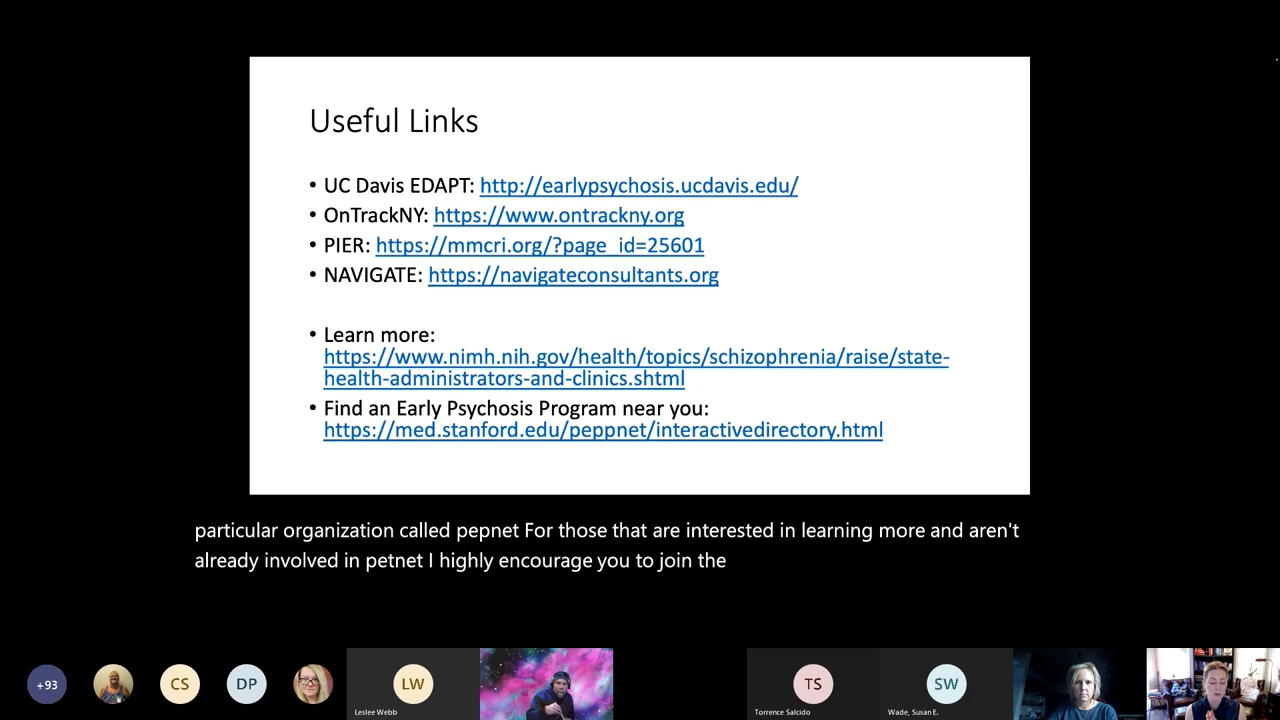 Useful Links
• UC Davis EDAPT: http://earlypsychosis.ucdavis.edu/
• OnTrackNY: https://www.ontrackny.org
• PIER: https://mmcri.org/?page_id=25601
• NAVIGATE: https://navigateconsultants.org
• Learn more:
https://www.nimh.nih.gov/health/topics/schizophrenia/raise/state-
health-administrators-and-clinics.shtml
• Find an Early Psychosis Program near you:
https://med.stanford.edu/peppnet/interactivedirectory.html
particular organization called pepnet For those that are interested in learning more and aren't
already involved in petnet I highly encourage you to join the
+93
CS
DP
LW
Leslee Webb
TS
Torrence Salcido
SW
Wade, Susan E.